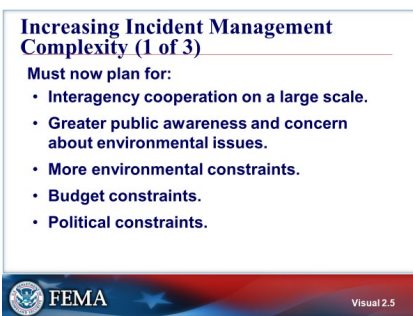 Increasing Incident Management
Complexity (1 of 3)
Must now plan for:
• Interagency cooperation on a large scale.
• Greater public awareness and concern
about environmental issues.
• More environmental constraints.
• Budget constraints.
• Political constraints.
FEMA
Visual 2.5